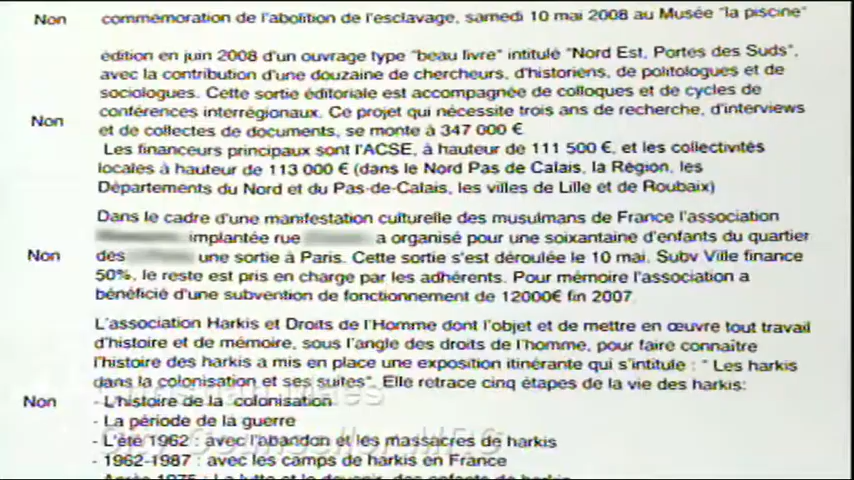 Non commémoration de l'abolition de l'esclavage, samedi 10 mai 2008 au Musée "la piscine"
édition en juin 2008 d'un ouvrage type "beau livre" intitulé "Nord Est, Portes des Suds",
avec la contribution d'une douzaine de chercheurs, d'historiens, de politologues et de
sociologues. Cette sortie éditoriale est accompagnée de colloques et de cycles de
conférences interrégionaux. Ce projet qui nécessite trois ans de recherche, d'interviews
Non
et de collectes de documents, se monte à 347 000 €
Les financeurs principaux sont l'ACSE, à hauteur de 111 500 €, et les collectivités
locales à hauteur de 113 000 € (dans le Nord Pas de Calais, la Région, les
Départements du Nord et du Pas-de-Calais, les villes de Lille et de Roubaix)
Dans le cadre d'une manifestation culturelle des musulmans de France l'association
implantée rue a organisé pour une soixantaine d'enfants du quartier
Non des une sortie à Paris. Cette sortie s'est déroulée le 10 mai. Subv Ville finance
50%, le reste est pris en charge par les adhérents. Pour mémoire l'association a
bénéficié d'une subvention de fonctionnement de 12000€ fin 2007
L'association Harkis et Droits de l'Homme dont l'objet et de mettre en œuvre tout travail
d'histoire et de mémoire, sous l'angle des droits de l'homme, pour faire connaître
l'histoire des harkis a mis en place une exposition itinérante qui s'intitule : " Les harkis
dans la colonisation et ses suites". Elle retrace cinq étapes de la vie des harkis:
Non - L'histoire de la colonisation
- La période de la guerre
- L'été 1962 : avec l'abandon et les massacres de harkis
- 1962-1987 : avec les camps de harkis en France